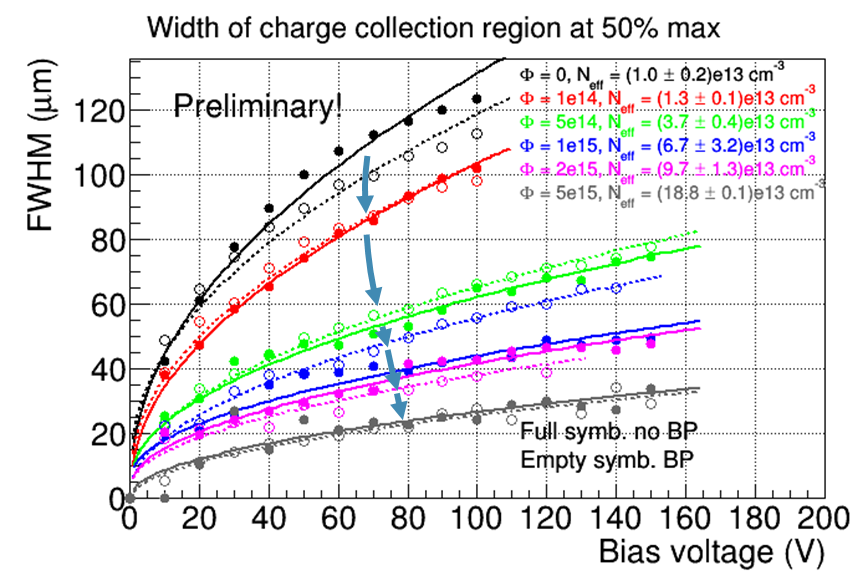 Width of charge collection region at 50% max
FWHM (μm)
Preliminary!
Φ = 0, N_eff = (1.0 ± 0.2)e13 cm⁻³
Φ = 1e14, N_eff = (1.3 ± 0.1)e13 cm⁻³
Φ = 5e14, N_eff = (3.7 ± 0.4)e13 cm⁻³
Φ = 1e15, N_eff = (6.7 ± 3.2)e13 cm⁻³
Φ = 2e15, N_eff = (9.7 ± 1.3)e13 cm⁻³
Φ = 5e15, N_eff = (18.8 ± 0.1)e13 cm⁻³
120
100
80
60
40
20
0
Full symb. no BP
Empty symb. BP
0 20 40 60 80 100 120 140 160 180 200
Bias voltage (V)